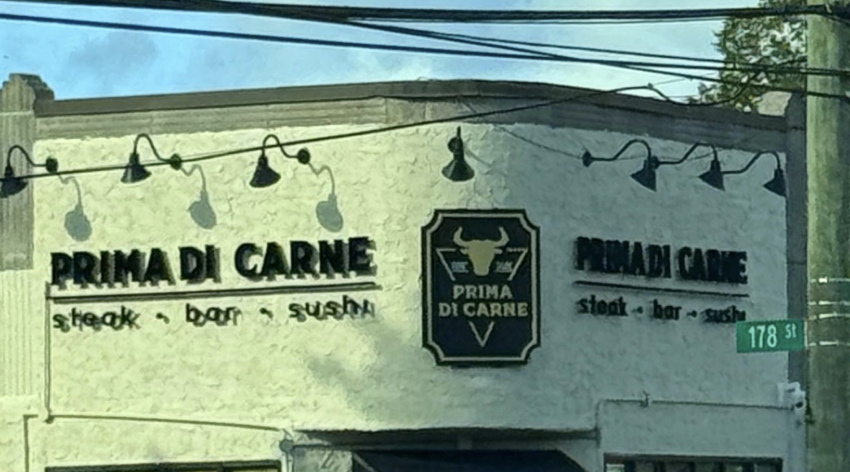 PRIMA DI CARNE
steak • bar • sushi
PRIMA
DI CARNE
PRIMA DI CARNE
steak • bar • sushi
178 St